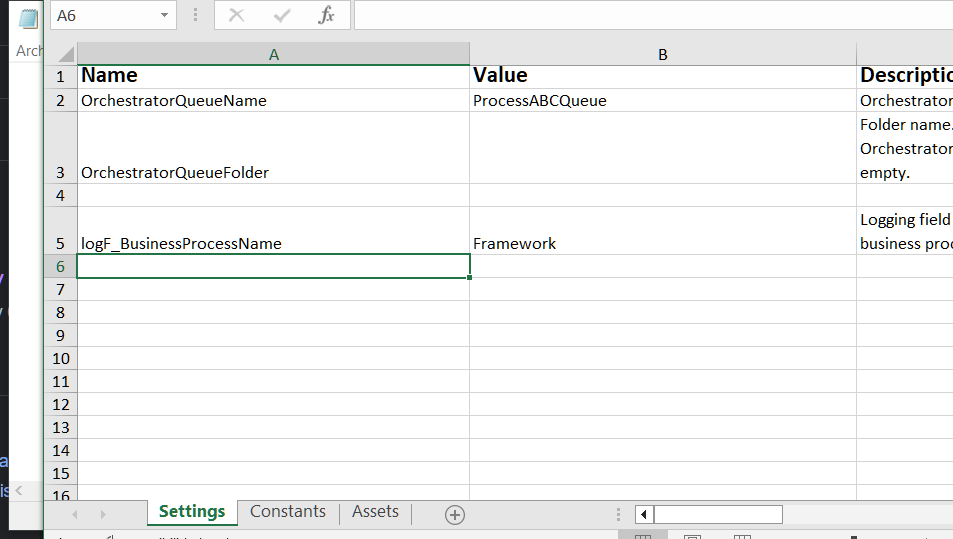 A6
fx
Arch
A B
1 Name Value Descriptio
2 OrchestratorQueueName ProcessABCQueue Orchestrator
Folder name.
Orchestrator
3 OrchestratorQueueFolder empty.
4
Logging field
5 logF_BusinessProcessName Framework business proc
6
7
8
9
10
11
12
13
14
15
16
Settings Constants Assets